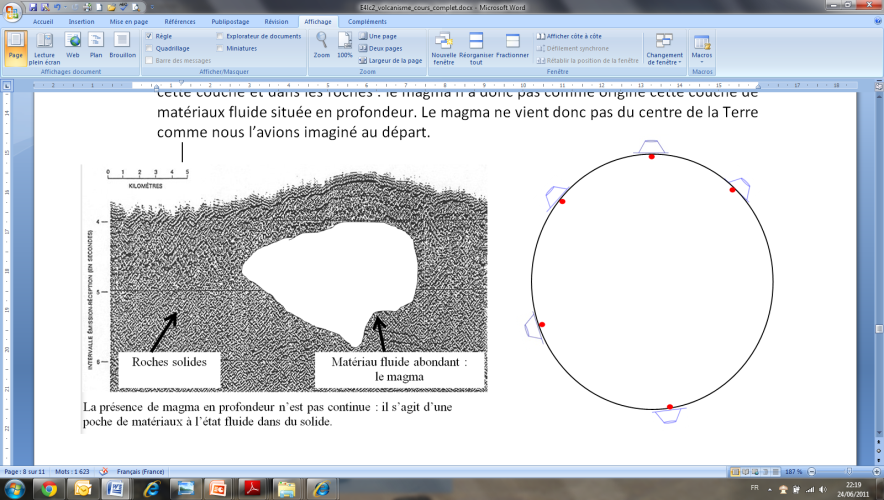 E4Ic2_volcanisme_cours_complet.docx - Microsoft Word
Accueil Insertion Mise en page Références Publipostage Révision Affichage Compléments
Page Lecture plein écran Web Plan Brouillon
Affichages document
Règle
Quadrillage
Barre des messages
Explorateur de documents
Miniatures
Afficher/Masquer
Zoom 100%
Une page
Deux pages
Largeur de la page
Zoom
Nouvelle fenêtre Réorganiser tout Fractionner
Afficher côte à côte
Défilement synchrone
Rétablir la position de la fenêtre
Changement de fenêtre
Fenêtre
Macros
Macros
cette couche et dans les roches : le magma n'a donc pas comme origine cette couche de
matériaux fluide située en profondeur. Le magma ne vient donc pas du centre de la Terre
comme nous l'avions imaginé au départ.
0 1 2 3 4 5
KILOMÉTRES
INTERVALLE ÉMISSION-RÉCEPTION (EN SECONDES)
4
5
6
Roches solides
Matériau fluide abondant :
le magma
La présence de magma en profondeur n'est pas continue : il s'agit d'une
poche de matériaux à l'état fluide dans du solide.
Page : 8 sur 11 Mots : 1 623 Français (France)
187 %
FR
22:19
24/06/2011